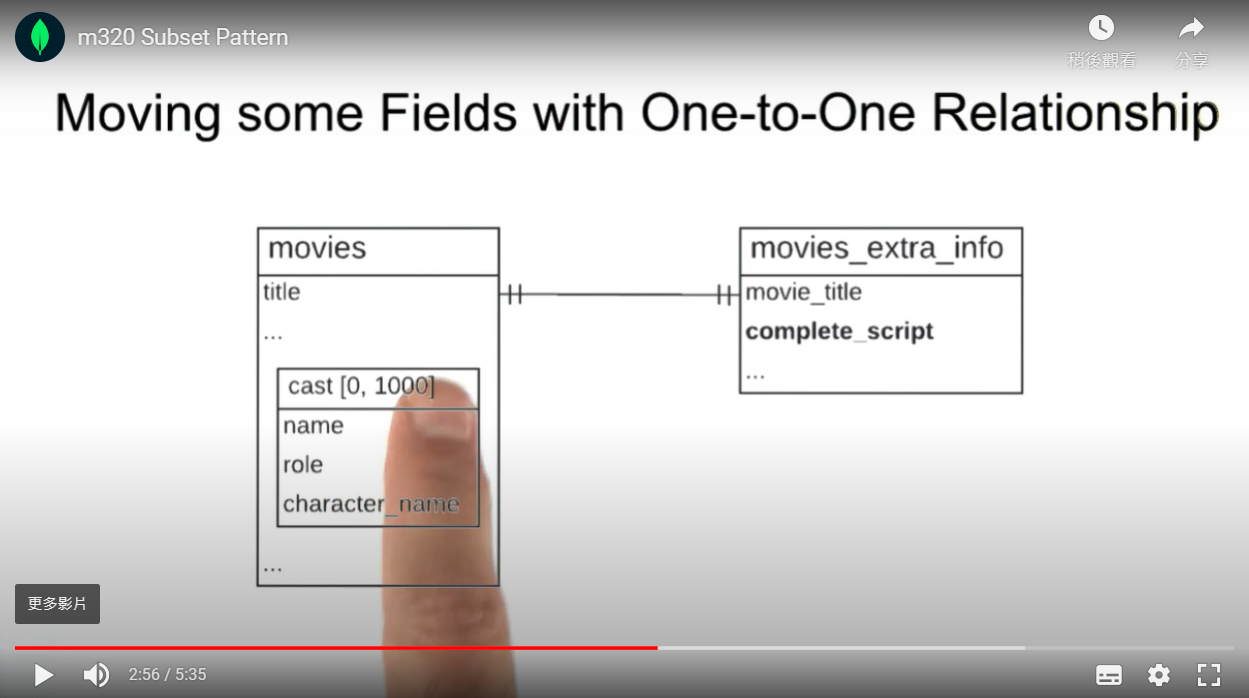 m320 Subset Pattern
稍後觀看
分享
Moving some Fields with One-to-One Relationship
movies
title
...
cast [0, 1000]
name
role
character_name
...
movies_extra_info
movie_title
complete_script
...
更多影片
2:56 / 5:35